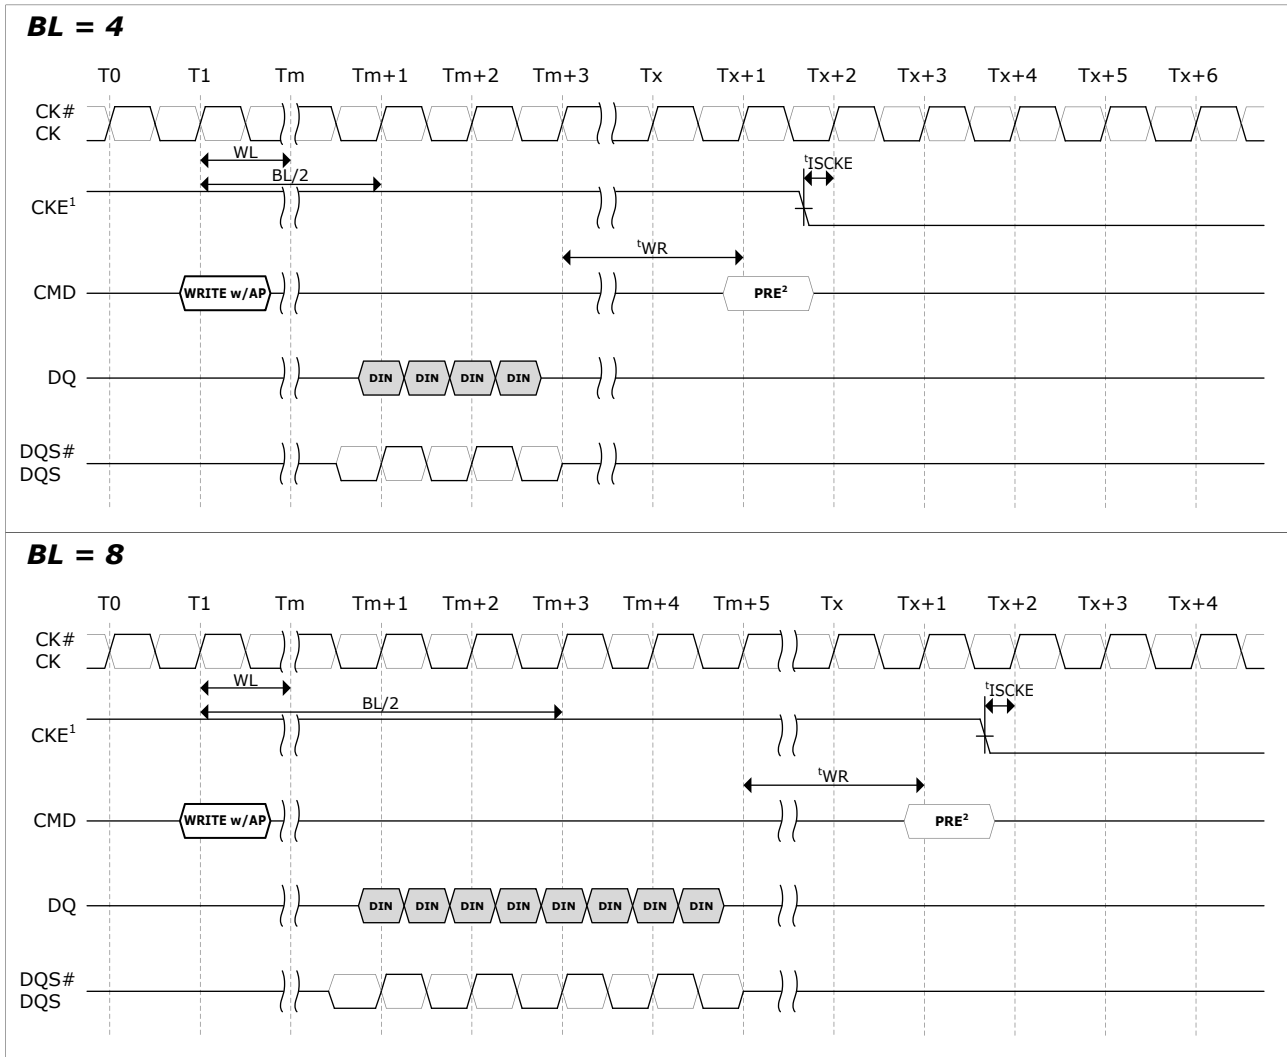 BL = 4
T0 T1 Tm Tm+1 Tm+2 Tm+3 Tx Tx+1 Tx+2 Tx+3 Tx+4 Tx+5 Tx+6
CK#
CK
WL
tISCKE
BL/2
CKE1
tWR
CMD WRITE w/AP PRE2
DQ DIN DIN DIN DIN
DQS#
DQS
BL = 8
T0 T1 Tm Tm+1 Tm+2 Tm+3 Tm+4 Tm+5 Tx Tx+1 Tx+2 Tx+3 Tx+4
CK#
CK
WL
tISCKE
BL/2
CKE1
tWR
CMD WRITE w/AP PRE2
DQ DIN DIN DIN DIN DIN DIN DIN DIN
DQS#
DQS